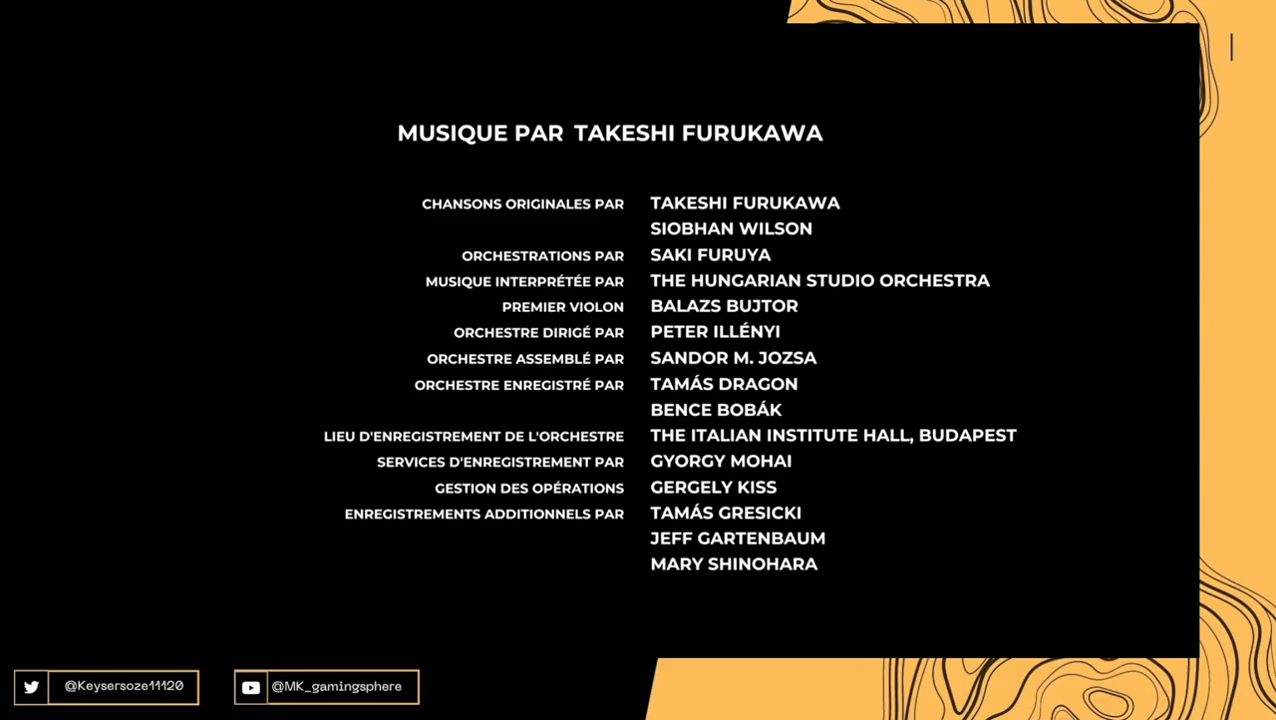 MUSIQUE PAR TAKESHI FURUKAWA
CHANSONS ORIGINALES PAR TAKESHI FURUKAWA
SIOBHAN WILSON
ORCHESTRATIONS PAR SAKI FURUYA
MUSIQUE INTERPRÉTÉE PAR THE HUNGARIAN STUDIO ORCHESTRA
PREMIER VIOLON BALAZS BUJTOR
ORCHESTRE DIRIGÉ PAR PETER ILLÉNYI
ORCHESTRE ASSEMBLÉ PAR SANDOR M. JOZSA
ORCHESTRE ENREGISTRÉ PAR TAMÁS DRAGON
BENCE BOBÁK
LIEU D'ENREGISTREMENT DE L'ORCHESTRE THE ITALIAN INSTITUTE HALL, BUDAPEST
SERVICES D'ENREGISTREMENT PAR GYORGY MOHAI
GESTION DES OPÉRATIONS GERGELY KISS
ENREGISTREMENTS ADDITIONNELS PAR TAMÁS GRESICKI
JEFF GARTENBAUM
MARY SHINOHARA
@Keysersoze11120 @MK_gamingsphere